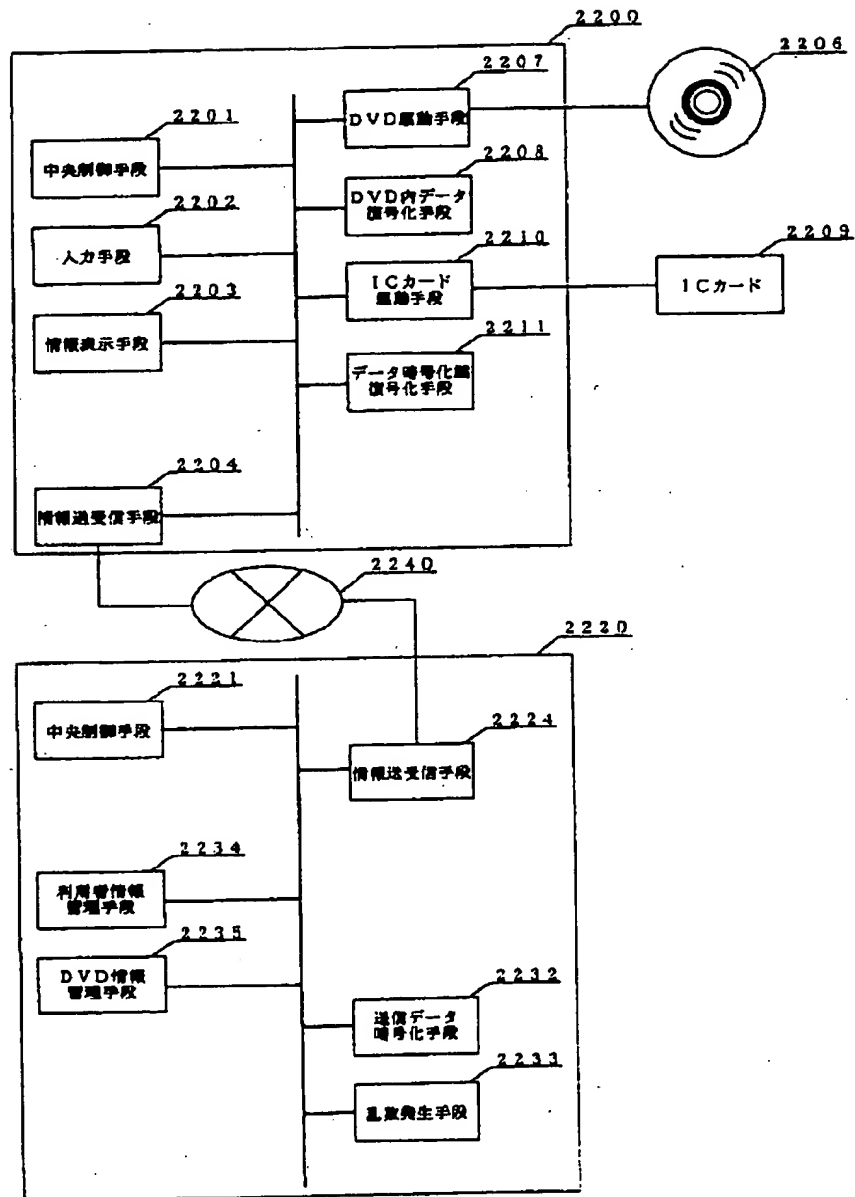 2200
2207
DVD駆動手段
2206
2201
中央制御手段
2208
DVD内データ
復号化手段
2202
入力手段
2210
ICカード
駆動手段
2209
ICカード
2203
情報表示手段
2211
データ暗号化鍵
復号化手段
2204
情報送受信手段
2240
2220
2221
中央制御手段
2224
情報送受信手段
2234
利用者情報
管理手段
2235
DVD情報
管理手段
2232
送信データ
暗号化手段
2233
乱数発生手段